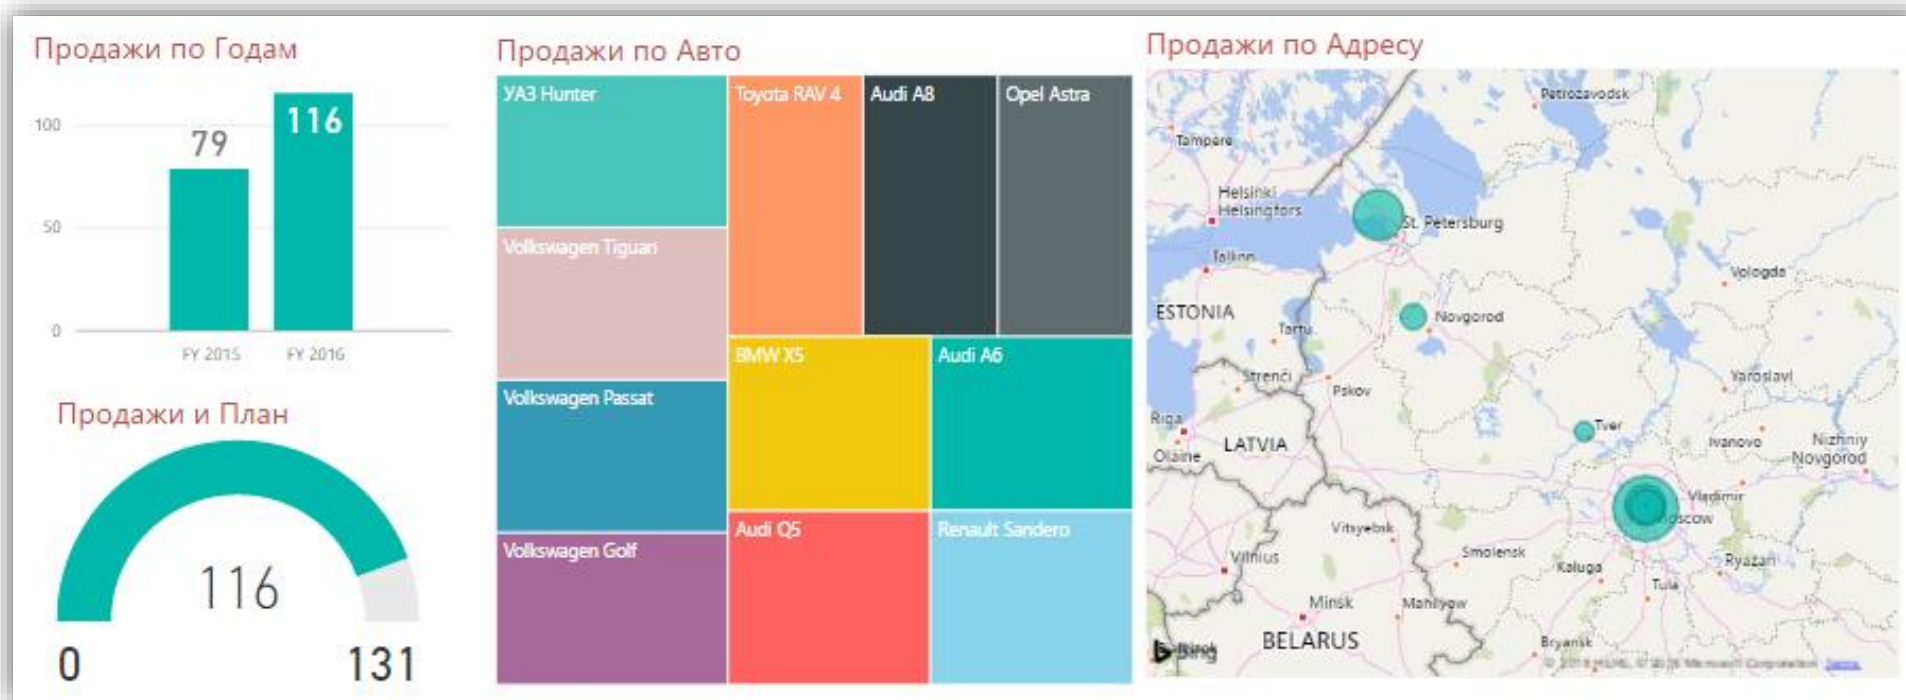 Продажи по Годам
100
50
0
79
116
FY 2015
FY 2016
Продажи и План
116
0
131
Продажи по Авто
УАЗ Hunter
Volkswagen Tiguan
Volkswagen Passat
Volkswagen Golf
Toyota RAV 4
Audi A8
Opel Astra
BMW X5
Audi A6
Audi Q5
Renault Sandero
Продажи по Адресу
Petrozavodsk
Tampere
Helsinki
Helsingfors
St. Petersburg
Tallinn
Vologda
ESTONIA
Tartu
Novgorod
Strenči
Pskov
Yaroslavl
Riga
Tver
LATVIA
Olaine
Ivanovo
Nizhniy
Novgorod
Vladimir
Moscow
Vitsyebsk
Smolensk
Vilnius
Kaluga
Ryazan
Tula
Minsk
Mahilyow
BELARUS
Bryansk
Bing